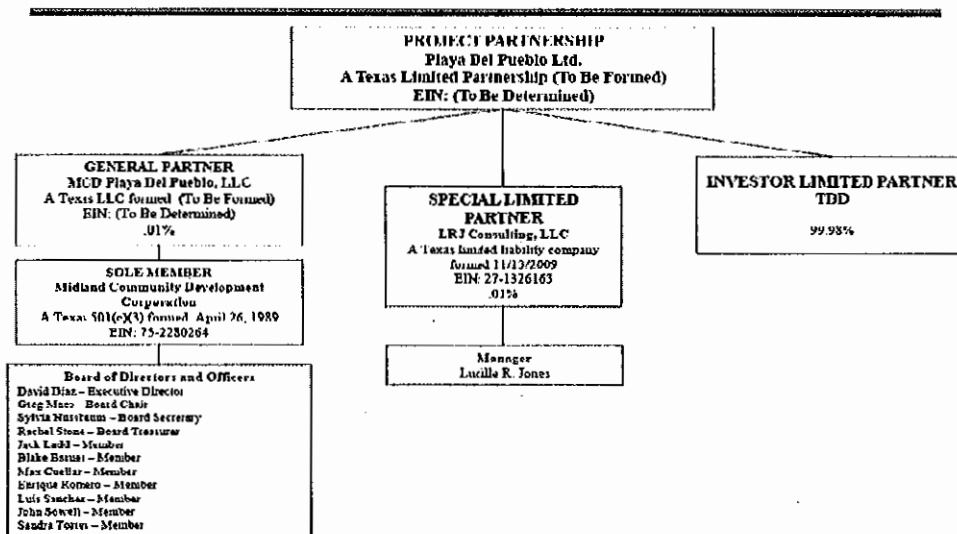 PROJECT PARTNERSHIP
Playa Del Pueblo Ltd.
A Texas Limited Partnership (To Be Formed)
EIN: (To Be Determined)
GENERAL PARTNER
MCD Playa Del Pueblo, LLC
A Texas LLC formed (To Be Formed)
EIN: (To Be Determined)
.01%
SOLE MEMBER
Midland Community Development
Corporation
A Texas 501(c)(3) formed April 26, 1989
EIN: 75-2280264
Board of Directors and Officers
David Diaz – Executive Director
Greg – Board Chair
Sylvia – Board Secretary
Rachel Stone – Board Treasurer
Jack Ladd – Member
Blake – Member
Max Cuellar – Member
Enrique Romero – Member
Luis Sanchez – Member
John Sowell – Member
Sandra Torres – Member
SPECIAL LIMITED
PARTNER
LRJ Consulting, LLC
A Texas limited liability company
formed 11/13/2009
EIN: 27-1326163
.01%
Manager
Lucille R. Jones
INVESTOR LIMITED PARTNER
TBD
99.98%